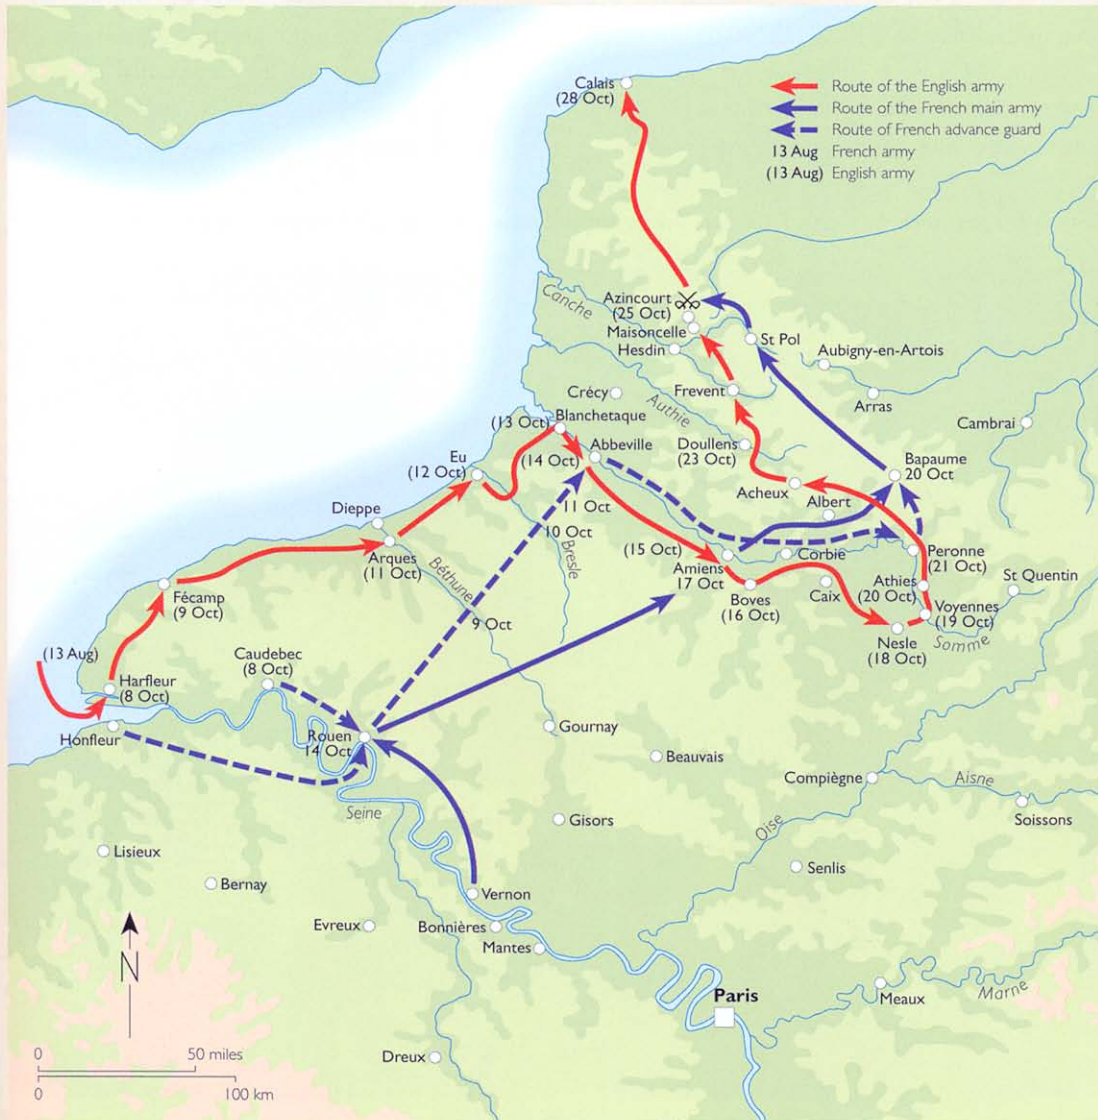 Calais
(28 Oct)
Route of the English army
Route of the French main army
Route of French advance guard
13 Aug French army
(13 Aug) English army
Canche
Azincourt
(25 Oct)
Maisoncelle
Hesdin
St Pol
Aubigny-en-Artois
Crécy
Frevent
Arras
Authie
(13 Oct)
Blanchetaque
Cambrai
Abbeville
Doullens
(23 Oct)
Eu
(12 Oct)
(14 Oct)
Bapaume
20 Oct
Acheux
Albert
Dieppe
11 Oct
10 Oct
Arques
(11 Oct)
Bresle
(15 Oct)
Amiens
17 Oct
Corbie
Peronne
(21 Oct)
Béthune
Fécamp
(9 Oct)
Boves
(16 Oct)
Caix
Athies
(20 Oct)
St Quentin
Voyennes
(19 Oct)
9 Oct
Nesle
(18 Oct)
Somme
(13 Aug)
Caudebec
(8 Oct)
Harfleur
(8 Oct)
Honfleur
Rouen
14 Oct
Gournay
Beauvais
Compiègne
Aisne
Seine
Gisors
Oise
Soissons
Lisieux
Senlis
Bernay
Vernon
Evreux
Bonnières
Mantes
N
Paris
Meaux
Marne
Dreux
0 50 miles
0 100 km